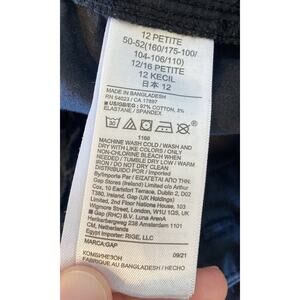 12 PETITE
50-52(160/175-100/
104-106/110)
12/16 PETITE
12 KECIL
日本 12
MADE IN BANGLADESH
RN 54023 / CA 17897
US/GB/EG: 97% COTTON, 3%
ELASTANE / SPANDEX
30
1160
MACHINE WASH COLD / WASH AND
DRY WITH LIKE COLORS / ONLY
NON-CHLORINE BLEACH WHEN
NEEDED / TUMBLE DRY LOW / WARM
IRON / DO NOT DRY CLEAN
Imported By/Importado Par / ΕΙΣΑΓΕΤΑΙ ΑΠΟ ΤΗΝ
Gap Stores (Ireland) Limited c/o Arthur
Cox, 10 Earlsfort Terrace, Dublin 2, D02
7380, Ireland, Gap (UK Holdings)
Limited, 2nd Floor Nations House, 103
Wigmore Street, London, W1U 1QS, UK
Gap (RHC) B.V. Luna ArenA
Herikerbergweg 238 Amsterdam 1101
CM, Netherlands
Egypt Importer: RIGE, LLC
MARCA:GAP
КОМБИНЕЗОН 09/21
FABRIQUÉ AU BANGLADESH / HECHO